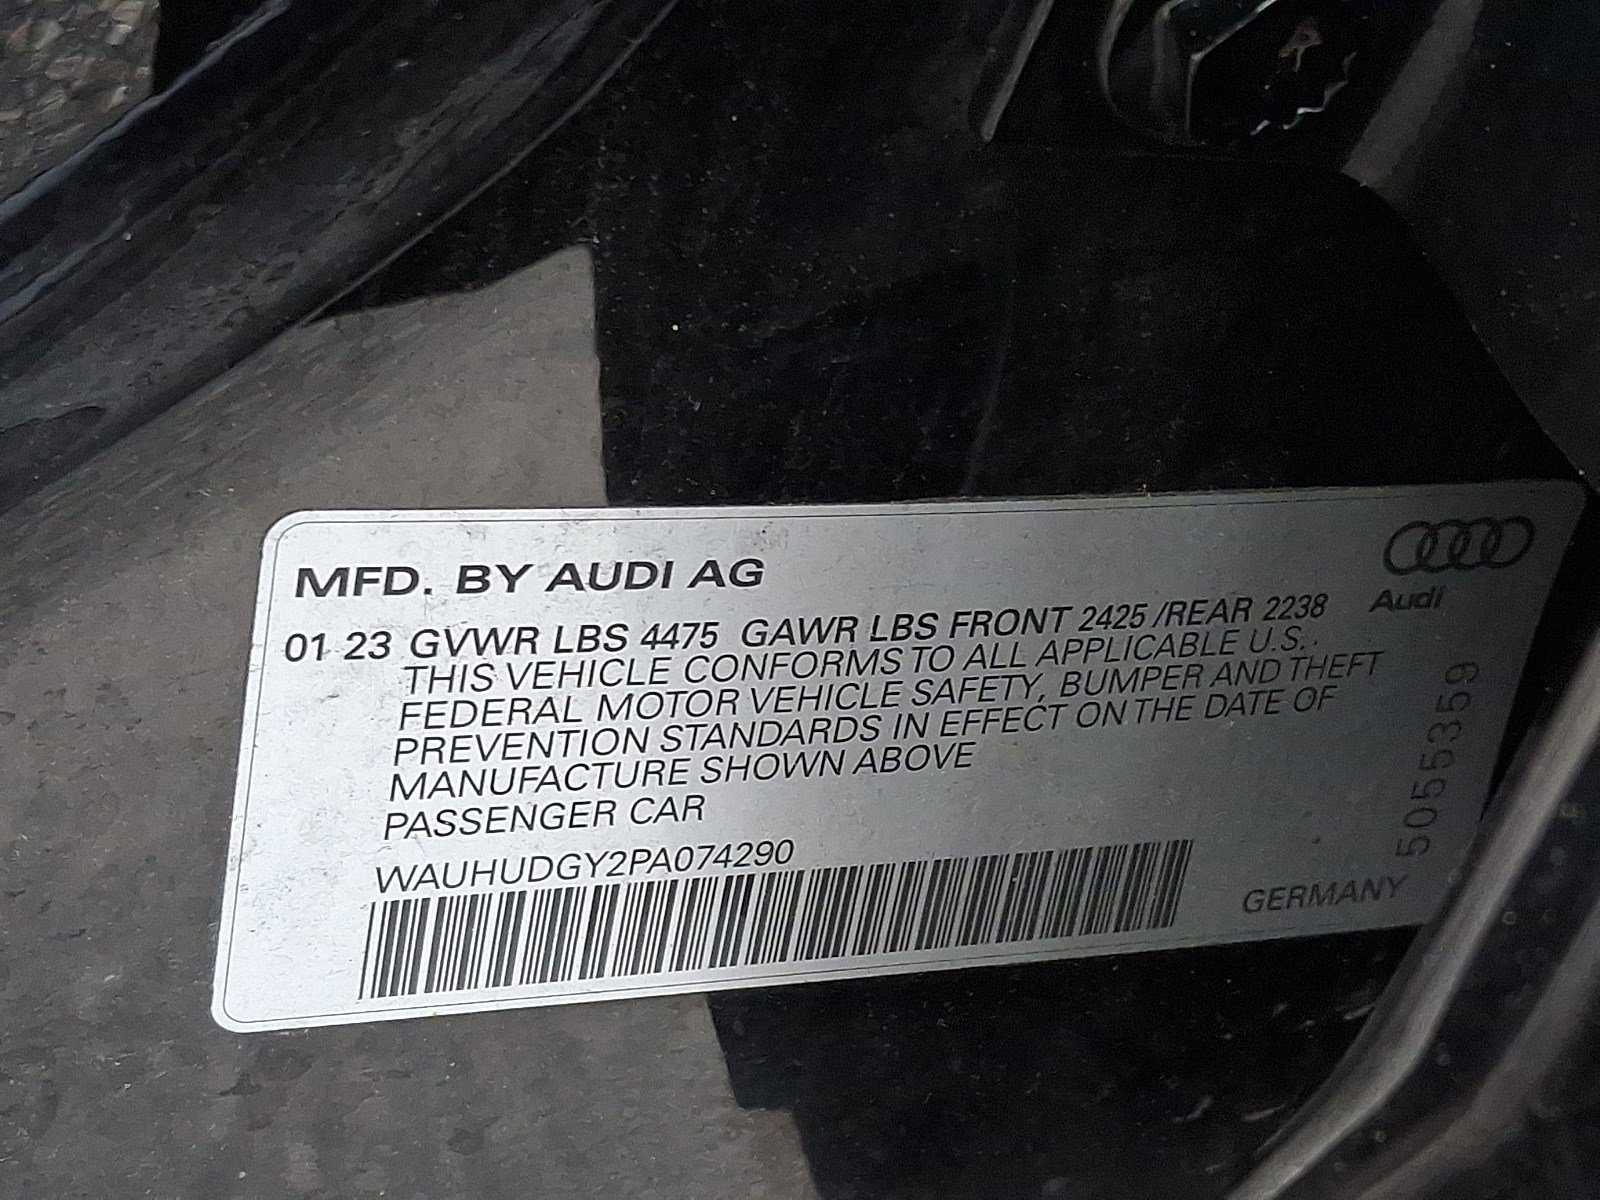 MFD. BY AUDI AG
Audi
01 23 GVWR LBS 4475 GAWR LBS FRONT 2425 /REAR 2238
THIS VEHICLE CONFORMS TO ALL APPLICABLE U.S.
FEDERAL MOTOR VEHICLE SAFETY, BUMPER AND THEFT
PREVENTION STANDARDS IN EFFECT ON THE DATE OF
MANUFACTURE SHOWN ABOVE
PASSENGER CAR
WAUHUDGY2PA074290
GERMANY
5055359